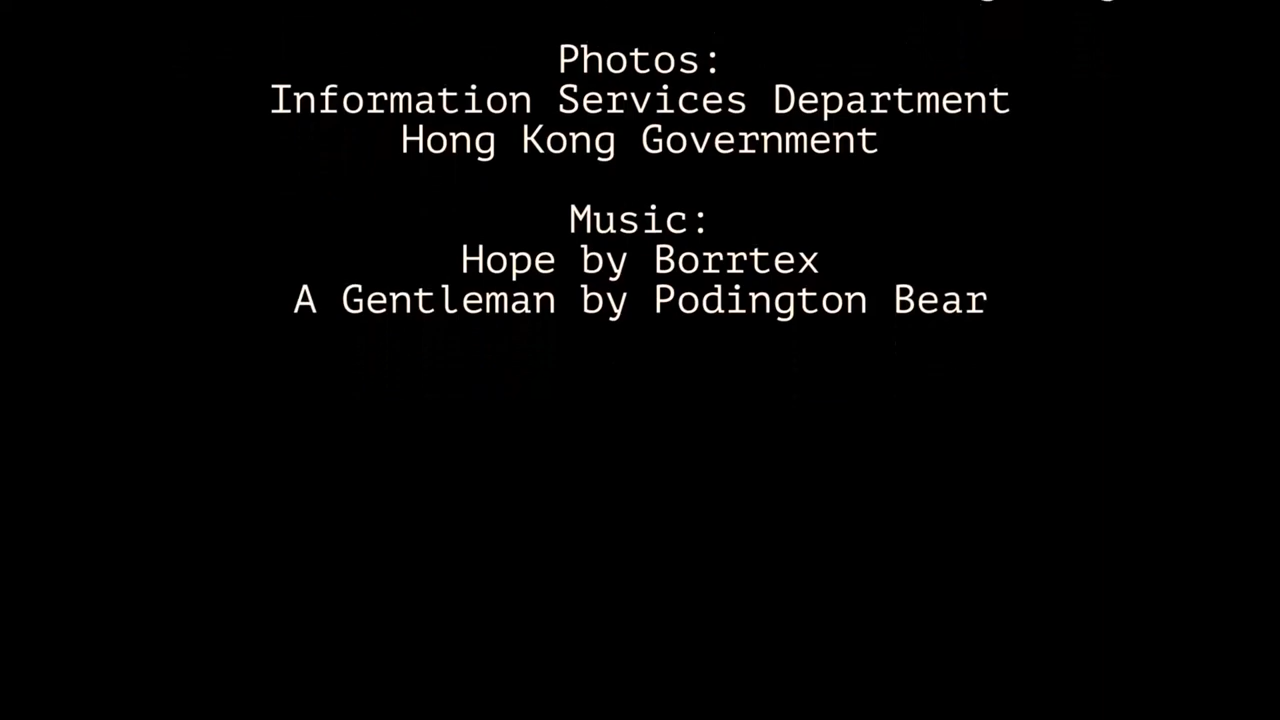 Photos:
Information Services Department
Hong Kong Government
Music:
Hope by Borrtex
A Gentleman by Podington Bear